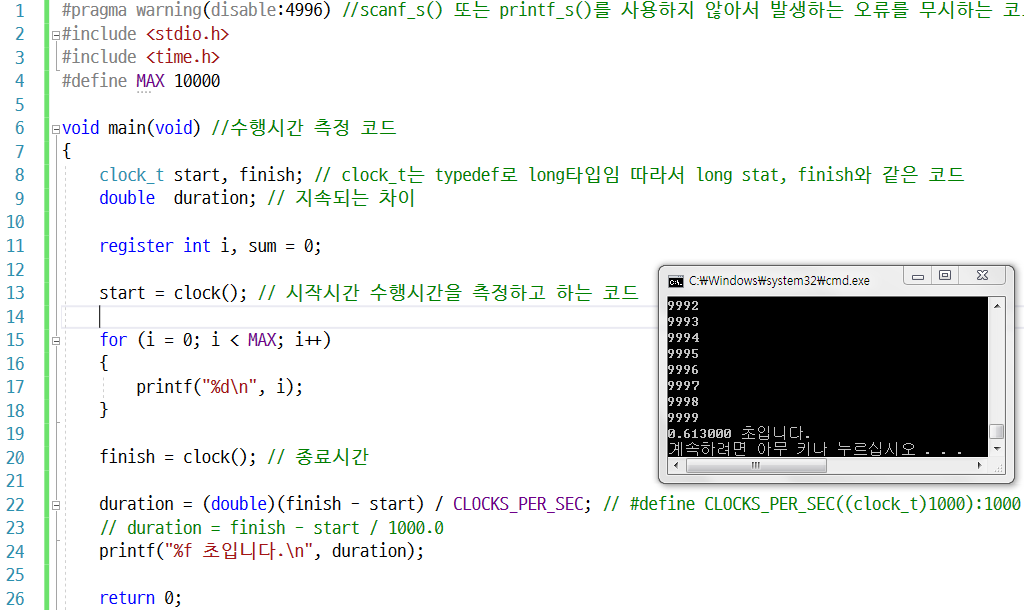 1 #pragma warning(disable:4996) //scanf_s() 또는 printf_s()를 사용하지 않아서 발생하는 오류를 무시하는 코
2 #include <stdio.h>
3 #include <time.h>
4 #define MAX 10000
5
6 void main(void) //수행시간 측정 코드
7 {
8 clock_t start, finish; // clock_t는 typedef로 long타입임 따라서 long stat, finish와 같은 코드
9 double duration; // 지속되는 차이
10
11 register int i, sum = 0;
12
13 start = clock(); // 시작시간 수행시간을 측정하고 하는 코드
14
15 for (i = 0; i < MAX; i++)
16 {
17 printf("%d\n", i);
18 }
19
20 finish = clock(); // 종료시간
21
22 duration = (double)(finish - start) / CLOCKS_PER_SEC; // #define CLOCKS_PER_SEC((clock_t)1000):1000
23 // duration = finish - start / 1000.0
24 printf("%f 초입니다.\n", duration);
25
26 return 0;
C:\Windows\system32\cmd.exe
9992
9993
9994
9995
9996
9997
9998
9999
0.613000 초입니다.
계속하려면 아무 키나 누르십시오 . . .